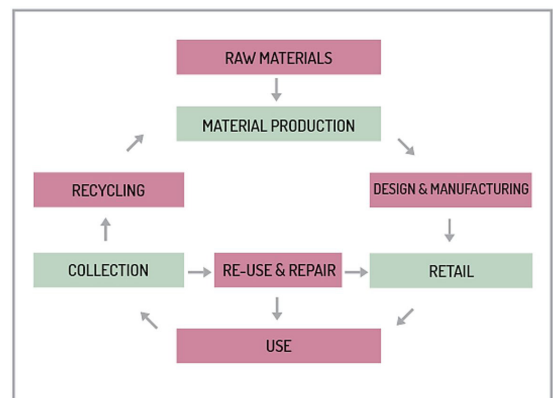 RAW MATERIALS
MATERIAL PRODUCTION
RECYCLING
DESIGN & MANUFACTURING
COLLECTION
RE-USE & REPAIR
RETAIL
USE